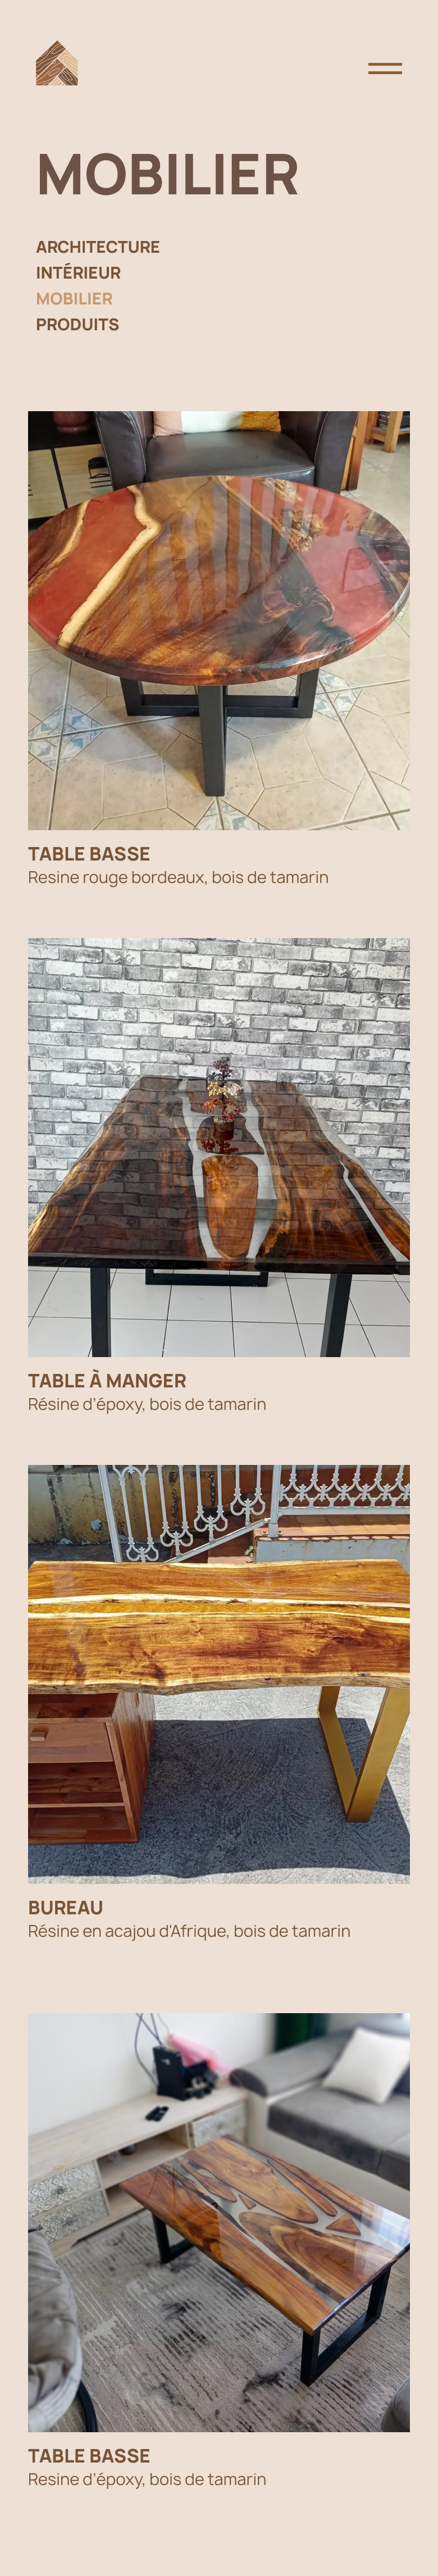 MOBILIER
ARCHITECTURE
INTÉRIEUR
MOBILIER
PRODUITS
TABLE BASSE
Resine rouge bordeaux, bois de tamarin
TABLE À MANGER
Résine d'époxy, bois de tamarin
BUREAU
Résine en acajou d'Afrique, bois de tamarin
TABLE BASSE
Resine d'époxy, bois de tamarin